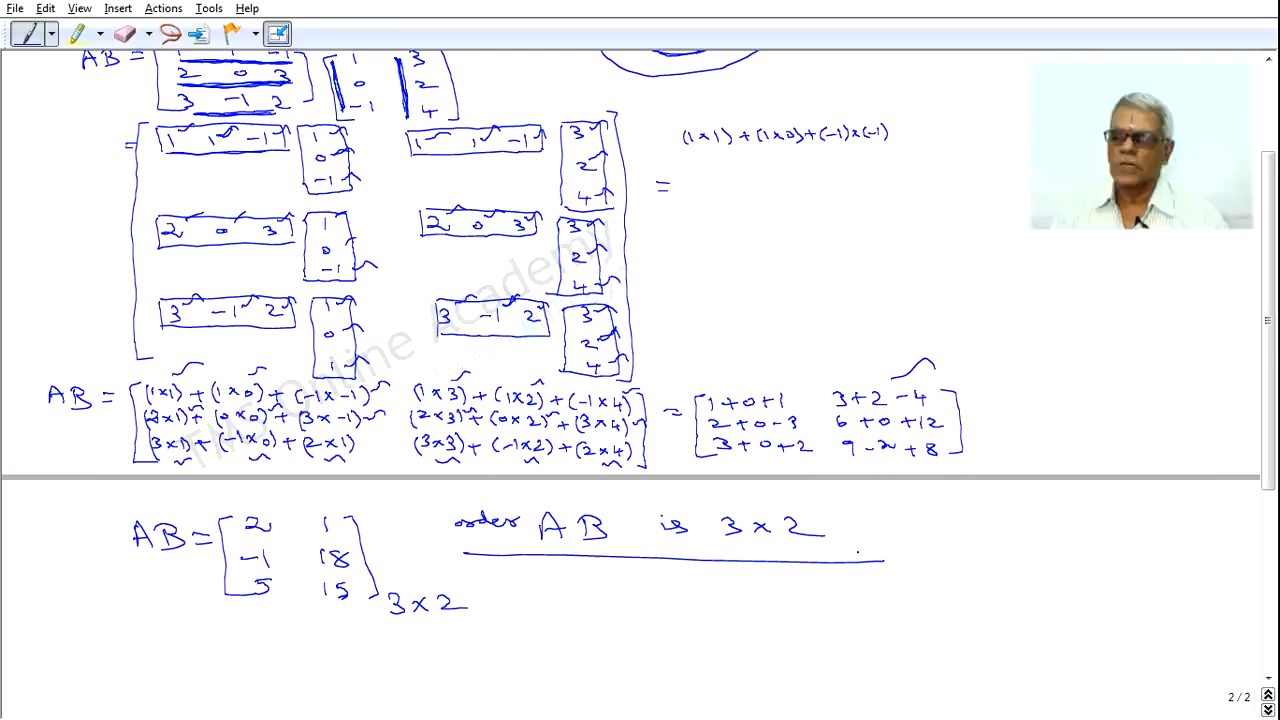 File Edit View Insert Actions Tools Help
AB = [ 1 1 -1 ] [ 1 3 ]
2 0 3 0 2
3 -1 2 -1 4
= 1 1 -1 1 1 1 -1 3 (1×1) + (1×0) + (-1)×(-1)
0 2
-1 4 =
2 0 3 1 2 0 3 3
0 2
-1 4
3 -1 2 1 3 -1 2 3
0 2
1 4
AB = [ (1×1) + (1×0) + (-1×-1) (1×3) + (1×2) + (-1×4) ] = [ 1+0+1 3+2-4 ]
(2×1) + (0×0) + (3×-1) (2×3) + (0×2) + (3×4) 2+0-3 6+0+12
(3×1) + (-1×0) + (2×1) (3×3) + (-1×2) + (2×4) 3+0+2 9-2+8
TMS Online Academy
AB = [ 2 1 ] order AB is 3×2
-1 18
5 15
3×2
2/2